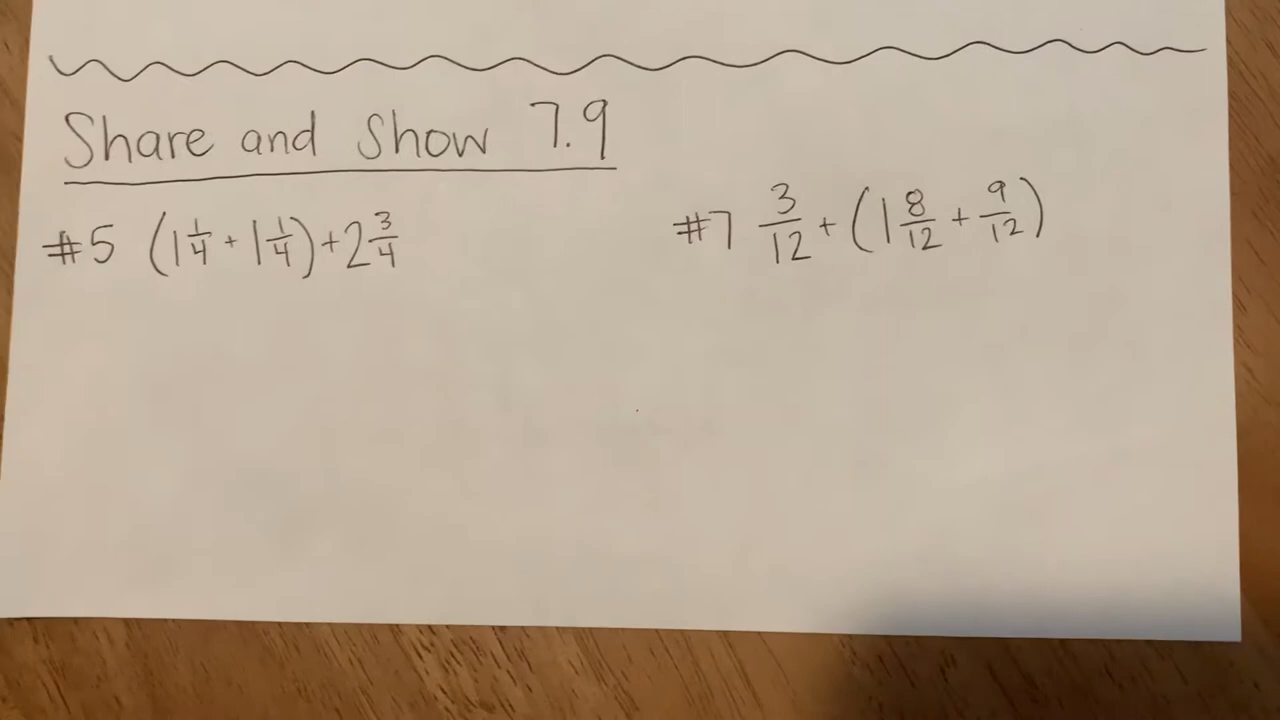 Share and Show 7.9
#5 (1 1/4 + 1 1/4) + 2 3/4
#7 3/12 + (1 8/12 + 9/12)